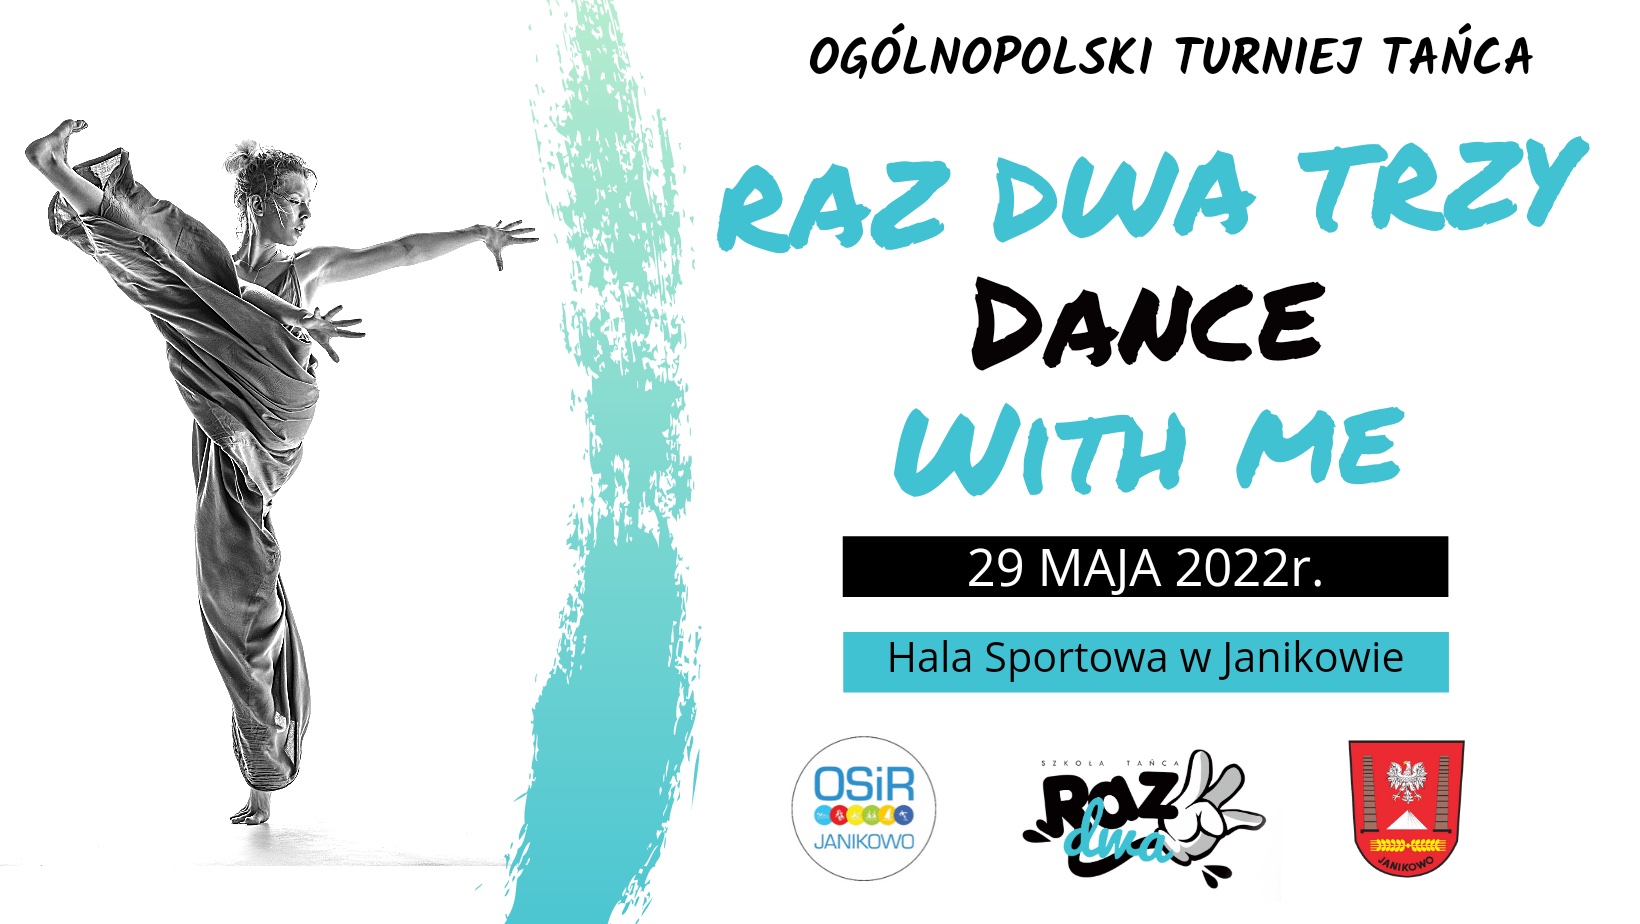 OGÓLNOPOLSKI TURNIEJ TAŃCA
RAZ DWA TRZY
DANCE
WITH ME
29 MAJA 2022r.
Hala Sportowa w Janikowie
OSiR
JANIKOWO
SZKOŁA TAŃCA
RAZ
dwa
JANIKOWO